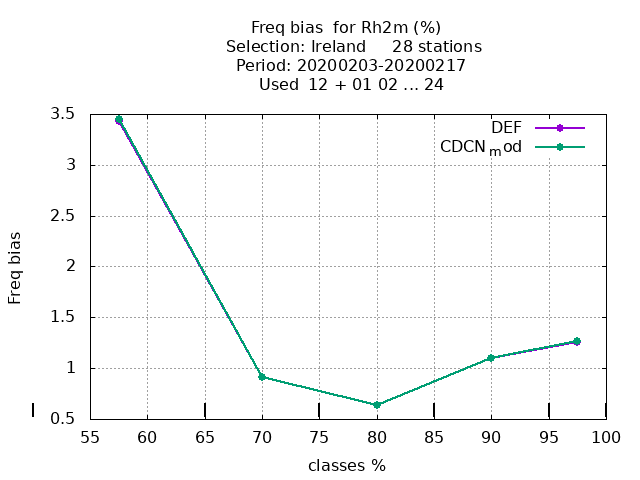 Freq bias for Rh2m (%)
Selection: Ireland 28 stations
Period: 20200203-20200217
Used 12 + 01 02 ... 24
DEF
CDCNmod
Freq bias
3.5
3
2.5
2
1.5
1
0.5
55 60 65 70 75 80 85 90 95 100
classes %